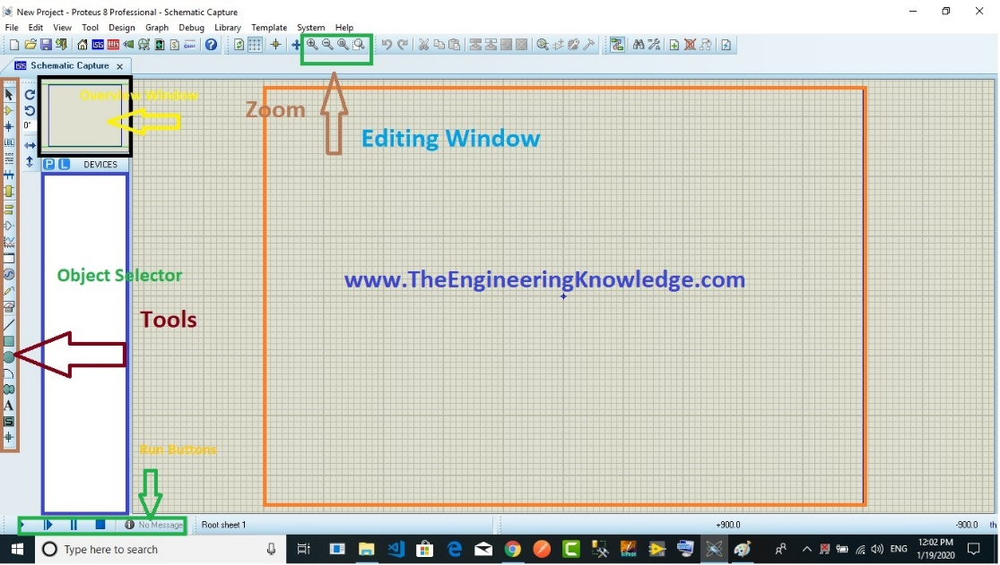 New Project - Proteus 8 Professional - Schematic Capture
File Edit View Tool Design Graph Debug Library Template System Help
Schematic Capture
Overview Window
Zoom
Editing Window
0°
P L DEVICES
LBL
Object Selector
www.TheEngineeringKnowledge.com
Tools
A
S
Run Buttons
No Message
Root sheet 1
+900.0
-900.0
th
Type here to search
ENG
12:02 PM
1/19/2020